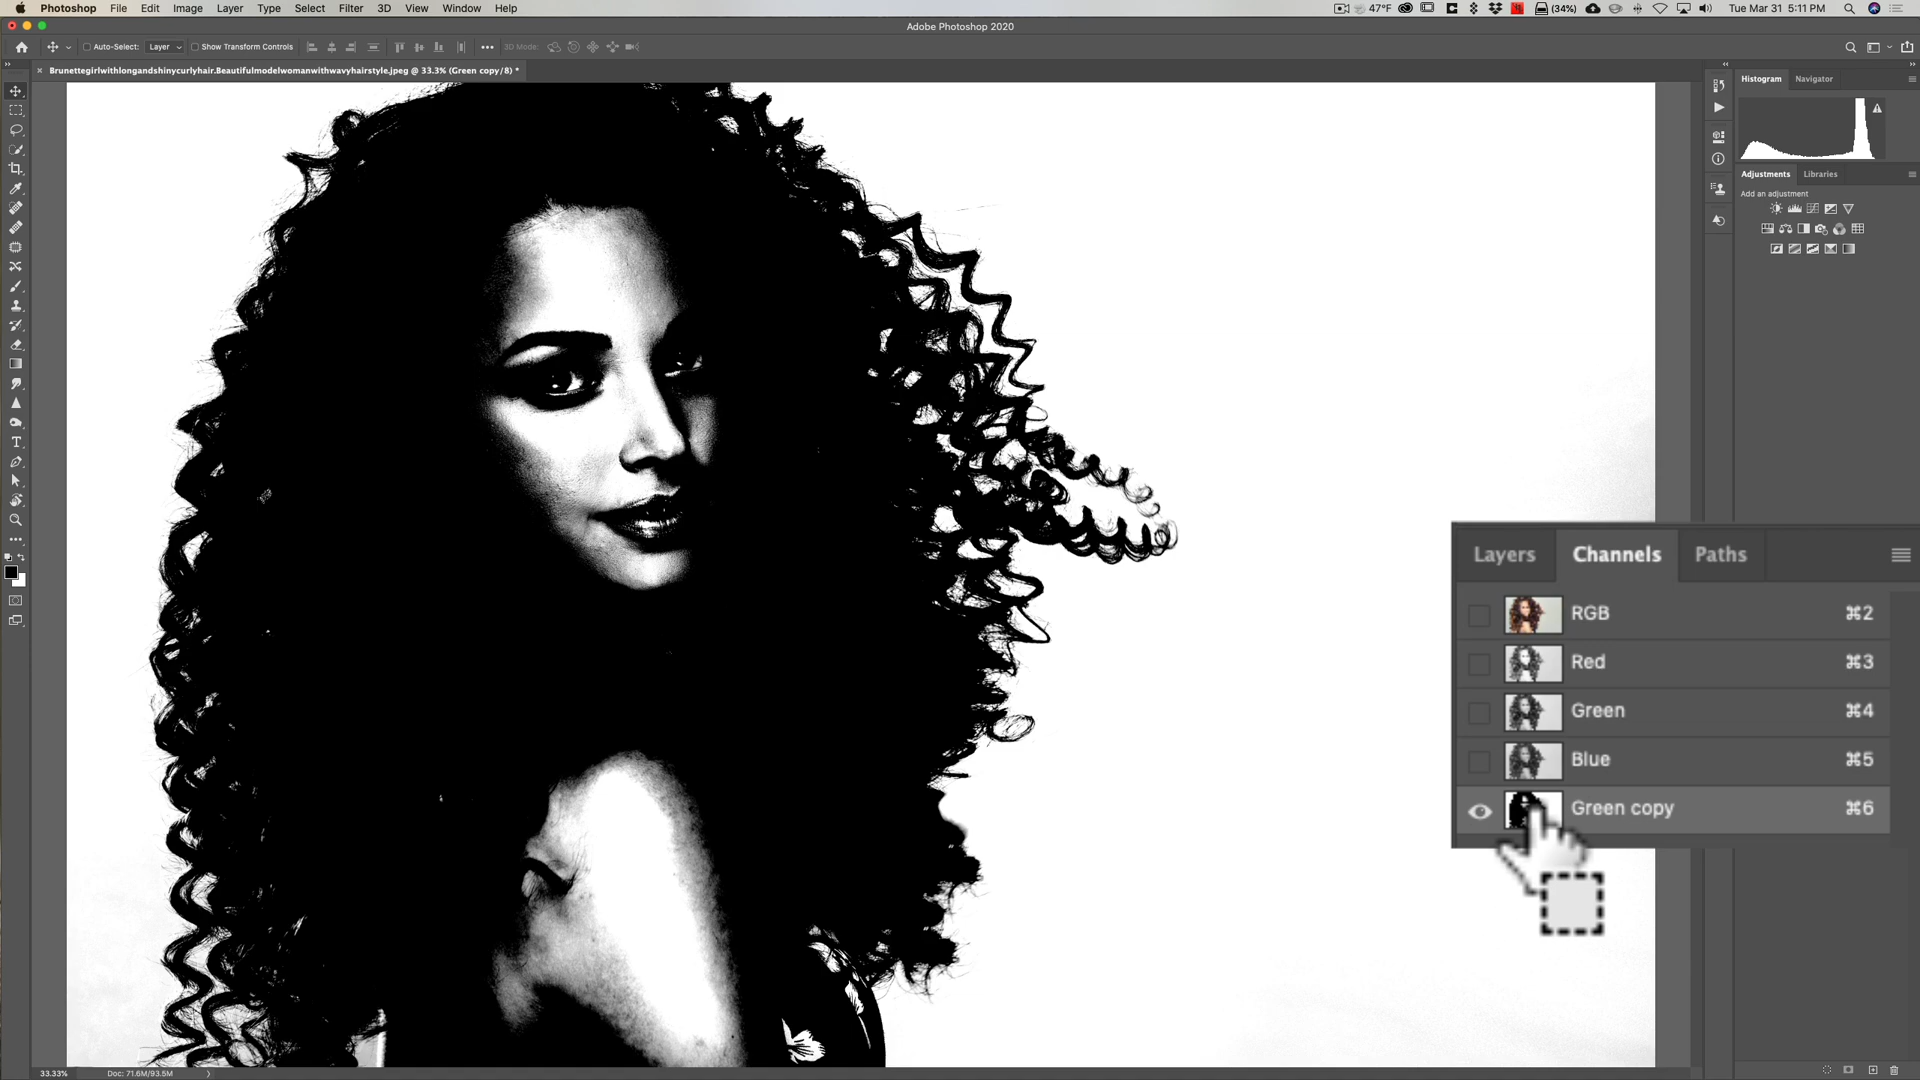 Photoshop File Edit Image Layer Type Select Filter 3D View Window Help 47°F (34%) Tue Mar 31 5:11 PM
Adobe Photoshop 2020
Auto-Select: Layer Show Transform Controls 3D Mode:
Brunettegirlwithlongandshinycurlyhair.Beautifulmodelwomanwithwavyhairstyle.jpeg @ 33.3% (Green copy/8) *
Histogram Navigator
Adjustments Libraries
Add an adjustment
Layers Channels Paths
RGB ⌘2
Red ⌘3
Green ⌘4
Blue ⌘5
Green copy ⌘6
33.33% Doc: 71.6M/93.5M